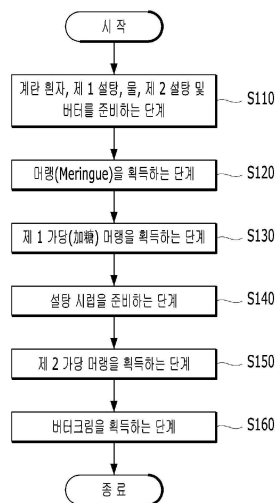 시 작
계란 흰자, 제 1 설탕, 물, 제 2 설탕 및
버터를 준비하는 단계
S110
머랭(Meringue)을 획득하는 단계
S120
제 1 가당(加糖) 머랭을 획득하는 단계
S130
설탕 시럽을 준비하는 단계
S140
제 2 가당 머랭을 획득하는 단계
S150
버터크림을 획득하는 단계
S160
종 료